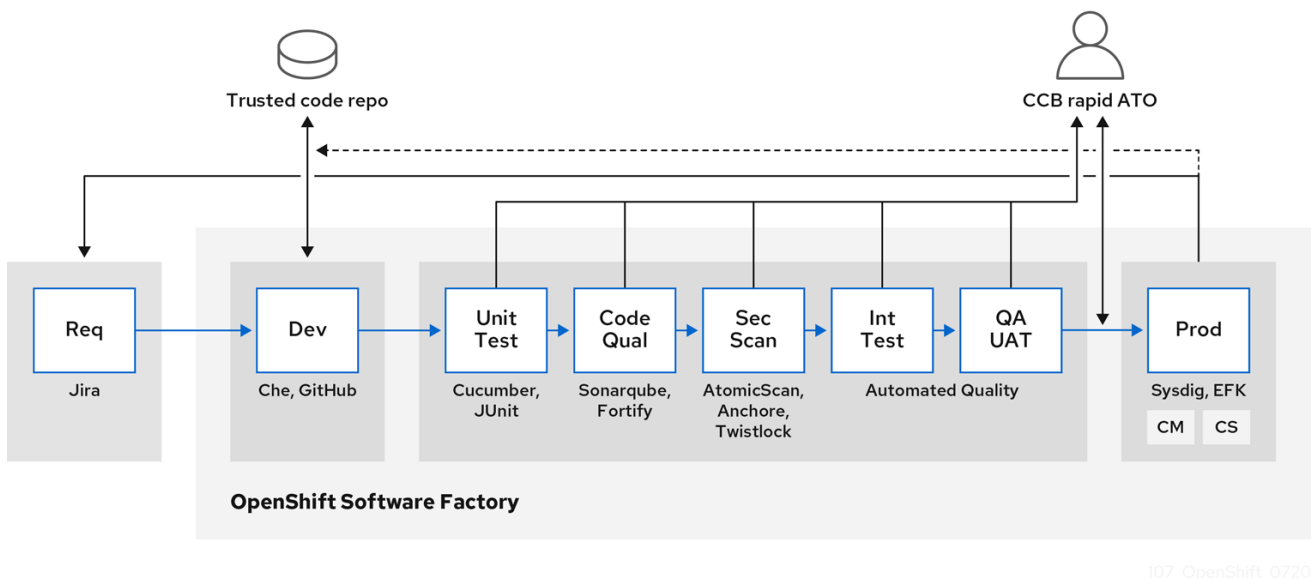 Trusted code repo
CCB rapid ATO
Req
Dev
Unit
Test
Code
Qual
Sec
Scan
Int
Test
QA
UAT
Prod
Jira
Che, GitHub
Cucumber,
JUnit
Sonarqube,
Fortify
AtomicScan,
Anchore,
Twistlock
Automated Quality
Sysdig, EFK
CM
CS
OpenShift Software Factory
107_OpenShift_0720